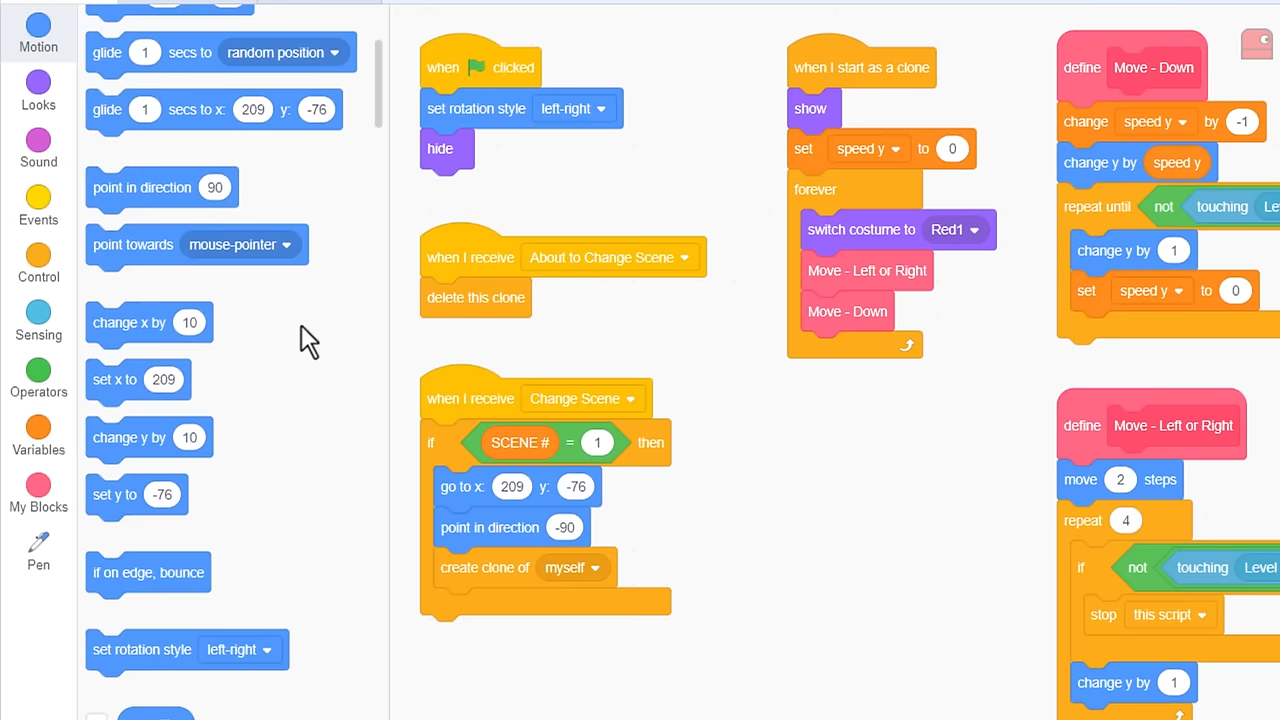 Motion
Looks
Sound
Events
Control
Sensing
Operators
Variables
My Blocks
Pen
glide 1 secs to random position
glide 1 secs to x: 209 y: -76
point in direction 90
point towards mouse-pointer
change x by 10
set x to 209
change y by 10
set y to -76
if on edge, bounce
set rotation style left-right
when clicked
set rotation style left-right
hide
when I receive About to Change Scene
delete this clone
when I receive Change Scene
if SCENE # = 1 then
go to x: 209 y: -76
point in direction -90
create clone of myself
when I start as a clone
show
set speed y to 0
forever
switch costume to Red1
Move - Left or Right
Move - Down
define Move - Down
change speed y by -1
change y by speed y
repeat until not touching
change y by 1
set speed y to 0
define Move - Left or Right
move 2 steps
repeat 4
if not touching Level
stop this script
change y by 1